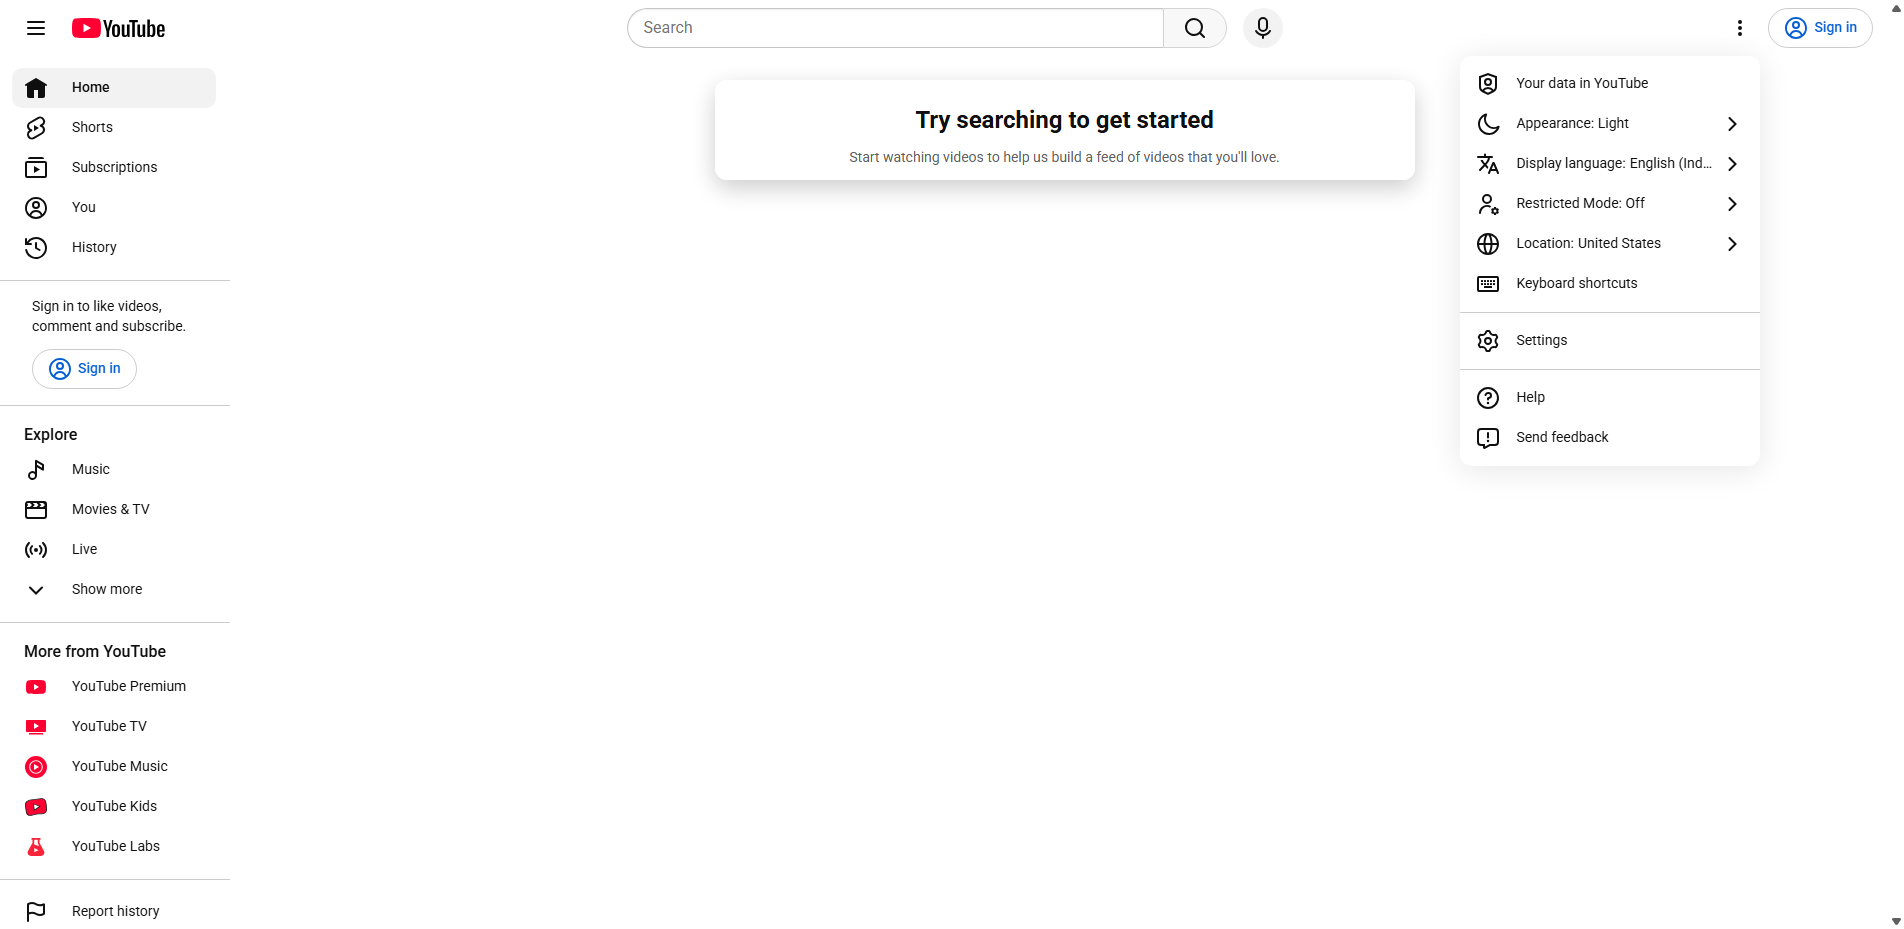 YouTube
Search
Sign in
Home
Shorts
Subscriptions
You
History
Sign in to like videos,
comment and subscribe.
Sign in
Explore
Music
Movies & TV
Live
Show more
More from YouTube
YouTube Premium
YouTube TV
YouTube Music
YouTube Kids
YouTube Labs
Report history
Try searching to get started
Start watching videos to help us build a feed of videos that you'll love.
Your data in YouTube
Appearance: Light
Display language: English (Ind...
Restricted Mode: Off
Location: United States
Keyboard shortcuts
Settings
Help
Send feedback